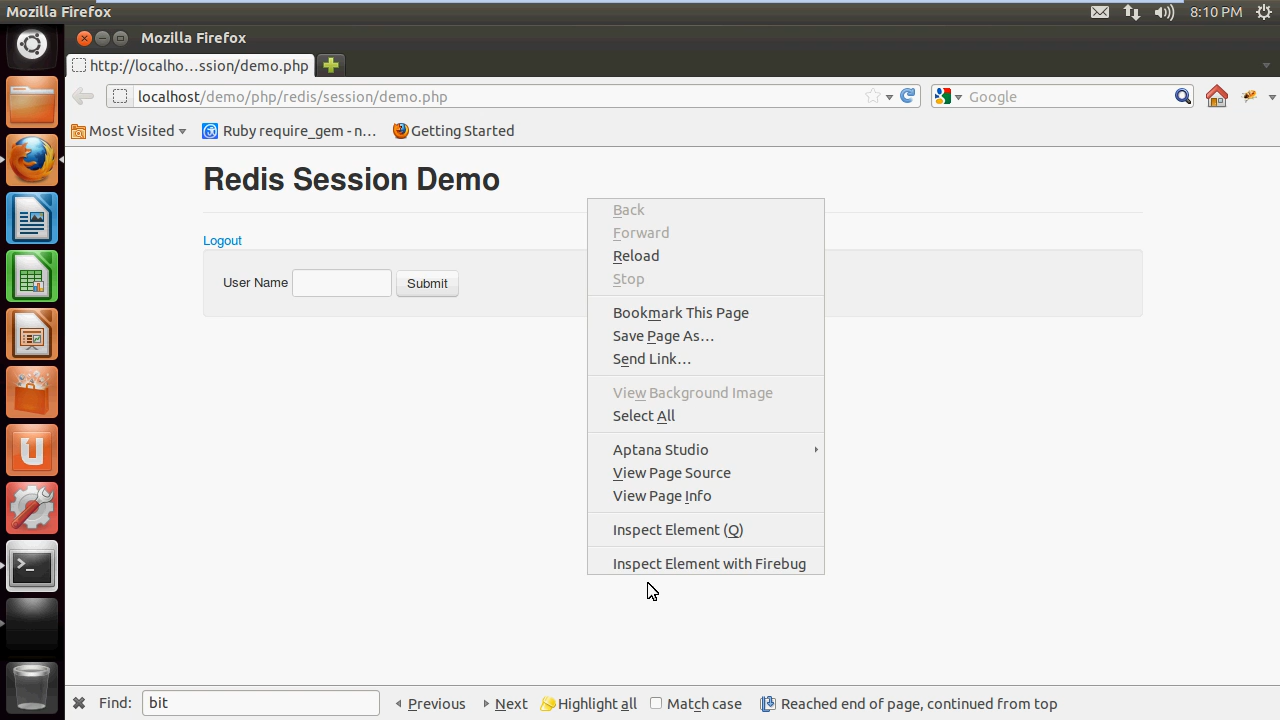 Mozilla Firefox 8:10 PM
Mozilla Firefox
http://localho...ssion/demo.php
localhost/demo/php/redis/session/demo.php Google
Most Visited Ruby require_gem - n... Getting Started
Redis Session Demo
Logout
User Name Submit
Back
Forward
Reload
Stop
Bookmark This Page
Save Page As...
Send Link...
View Background Image
Select All
Aptana Studio
View Page Source
View Page Info
Inspect Element (Q)
Inspect Element with Firebug
Find: bit Previous Next Highlight all Match case Reached end of page, continued from top